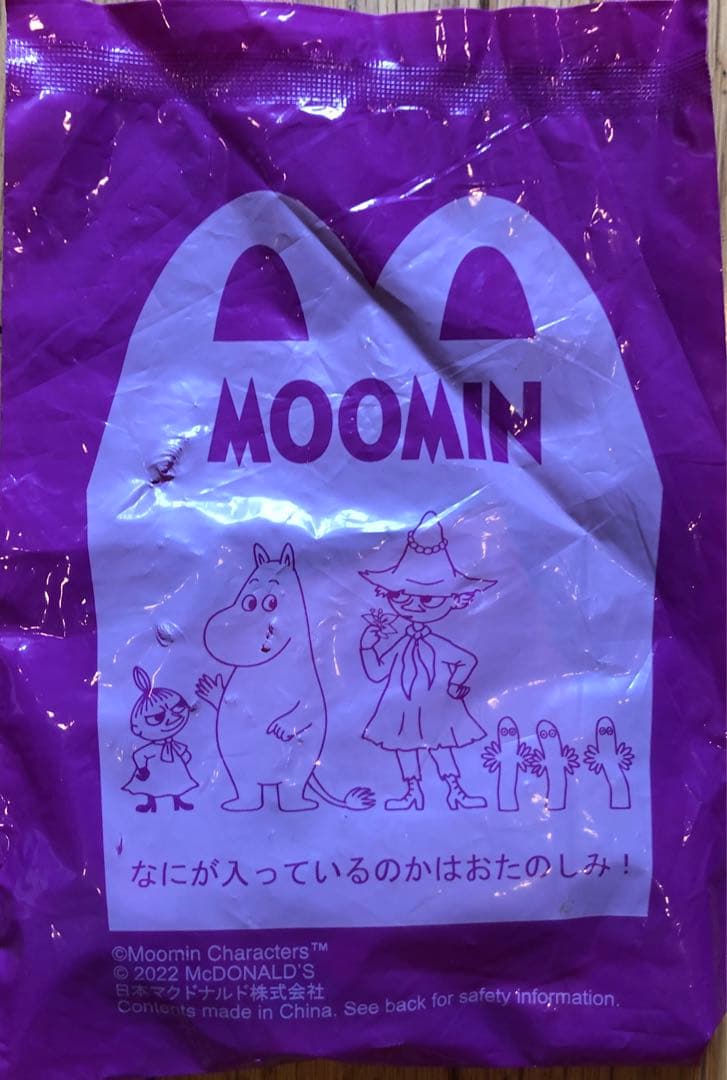 MOOMIN
なにが入っているのかはおたのしみ！
©Moomin Characters™
© 2022 McDONALD'S
日本マクドナルド株式会社
Contents made in China. See back for safety information.